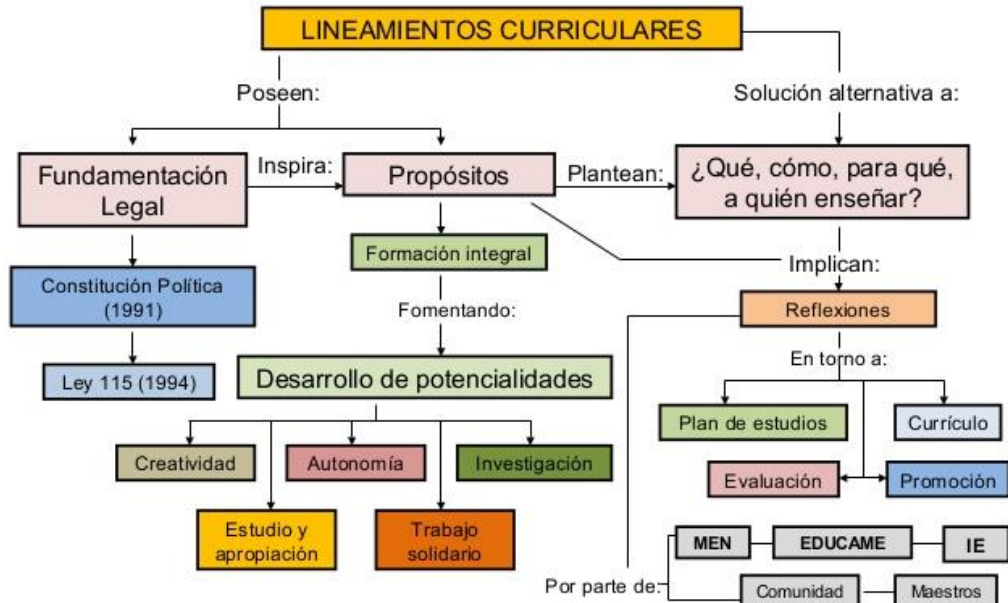 LINEAMIENTOS CURRICULARES
Poseen:
Solución alternativa a:
Fundamentación
Legal
Inspira:
Propósitos
Plantean:
¿Qué, cómo, para qué,
a quién enseñar?
Formación integral
Implican:
Constitución Política
(1991)
Fomentando:
Reflexiones
Ley 115 (1994)
Desarrollo de potencialidades
En torno a:
Plan de estudios
Currículo
Creatividad
Autonomía
Investigación
Evaluación
Promoción
Estudio y
apropiación
Trabajo
solidario
MEN
EDUCAME
IE
Por parte de:
Comunidad
Maestros